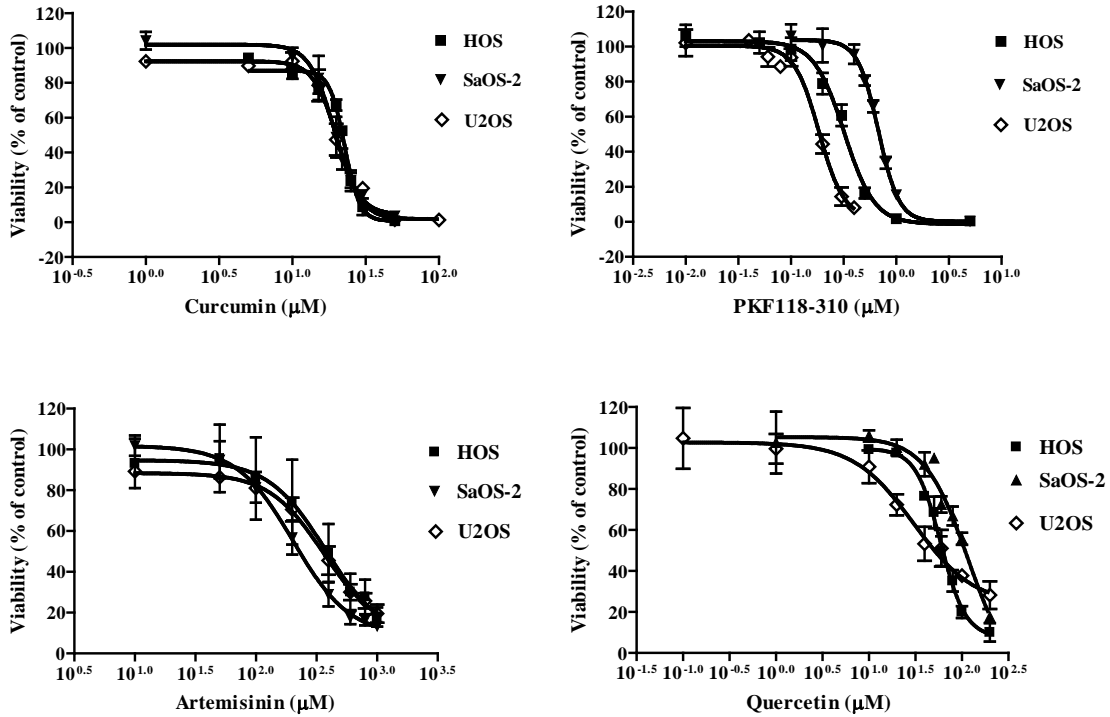 120
100
80
60
40
20
0
-20
Viability (% of control)
10^-0.5 10^0.0 10^0.5 10^1.0 10^1.5 10^2.0
Curcumin (μM)
HOS
SaOS-2
U2OS
120
100
80
60
40
20
0
-20
Viability (% of control)
10^-2.5 10^-2.0 10^-1.5 10^-1.0 10^-0.5 10^0.0 10^0.5 10^1.0
PKF118-310 (μM)
HOS
SaOS-2
U2OS
120
100
80
60
40
20
0
Viability (% of control)
10^0.5 10^1.0 10^1.5 10^2.0 10^2.5 10^3.0 10^3.5
Artemisinin (μM)
HOS
SaOS-2
U2OS
120
100
80
60
40
20
0
Viability (% of control)
10^-1.5 10^-1.0 10^-0.5 10^0.0 10^0.5 10^1.0 10^1.5 10^2.0 10^2.5
Quercetin (μM)
HOS
SaOS-2
U2OS